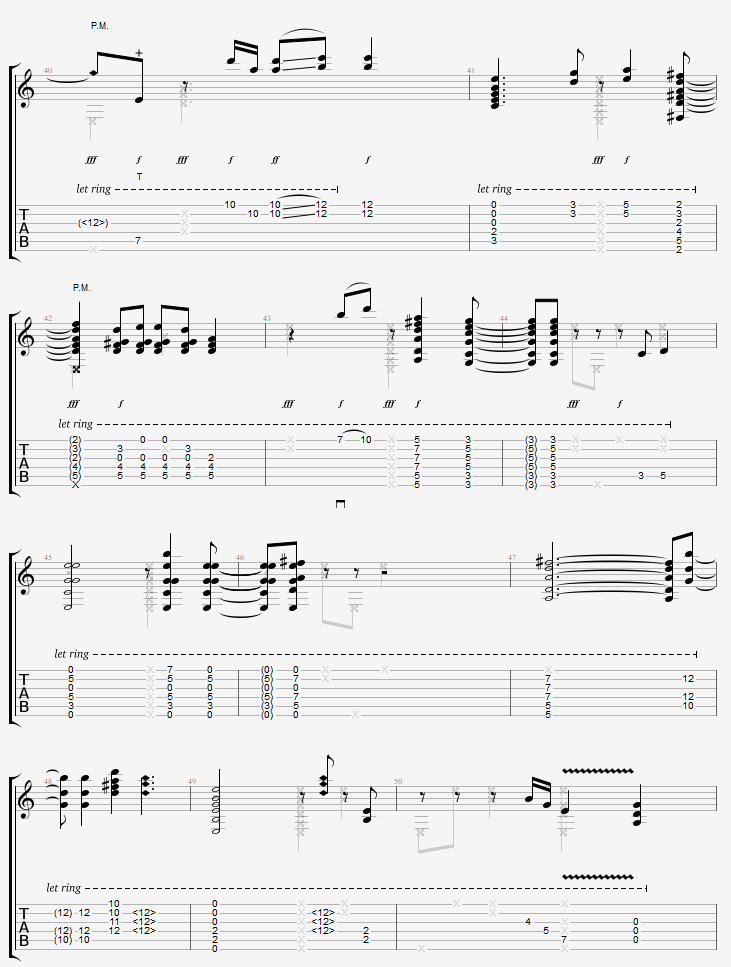 P.M.
40 41
fff f fff f ff f fff f
T
let ring let ring
10 10 12 12 0 3 X 5 2
T X 10 10 12 12 0 3 X 5 3
A (<12>) X 0 X 2
X 2 X 4
B 7 3 X 5
X X 2
P.M.
42 43 44
fff f fff f fff f fff f
let ring
(2) 0 0 X 7 10 X 5 3 (3) 3 X X X
T (3) 3 X 3 X X 7 5 (5) 5 X X
A (2) 0 0 0 0 2 X 7 5 (5) 5
(4) 4 4 4 4 4 X 7 5 (5) 5
B (5) 5 5 5 5 5 X 5 3 (3) 3 3 5
X X 5 3 (3) 3 X
45 46 47
let ring
0 X 7 0 (0) 0 X X X
T 5 X 5 5 (5) 7 X 7 12
A 0 X 0 0 (0) 0 7
5 X 5 5 (5) 7 7 12
B 3 X 3 3 (3) 5 5 10
0 X 0 0 (0) 0 X 5
48 49 50
let ring
10 0 X X X X X
T (12) 12 10 <12> 0 X <12> X X X
A 11 <12> 0 X <12> 4 X 0
(12) 12 12 <12> 2 X <12> 2 5 X 0
B (10) 10 2 X 2 7 0
0 X X X